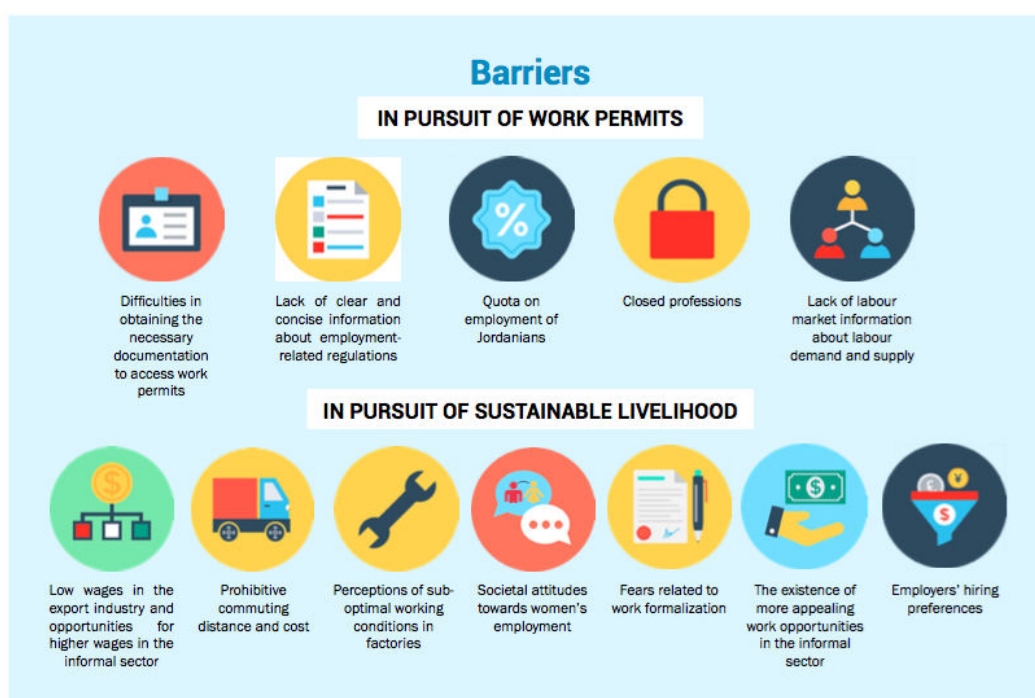 Barriers
IN PURSUIT OF WORK PERMITS
Difficulties in
obtaining the
necessary
documentation
to access work
permits
Lack of clear and
concise information
about employment-
related regulations
%
Quota on
employment of
Jordanians
Closed professions
Lack of labour
market information
about labour
demand and supply
IN PURSUIT OF SUSTAINABLE LIVELIHOOD
$
Low wages in the
export industry and
opportunities for
higher wages in the
informal sector
Prohibitive
commuting
distance and cost
Perceptions of sub-
optimal working
conditions in
factories
Societal attitudes
towards women's
employment
Fears related to
work formalization
$
The existence of
more appealing
work opportunities
in the informal
sector
£ ¥
$
Employers' hiring
preferences